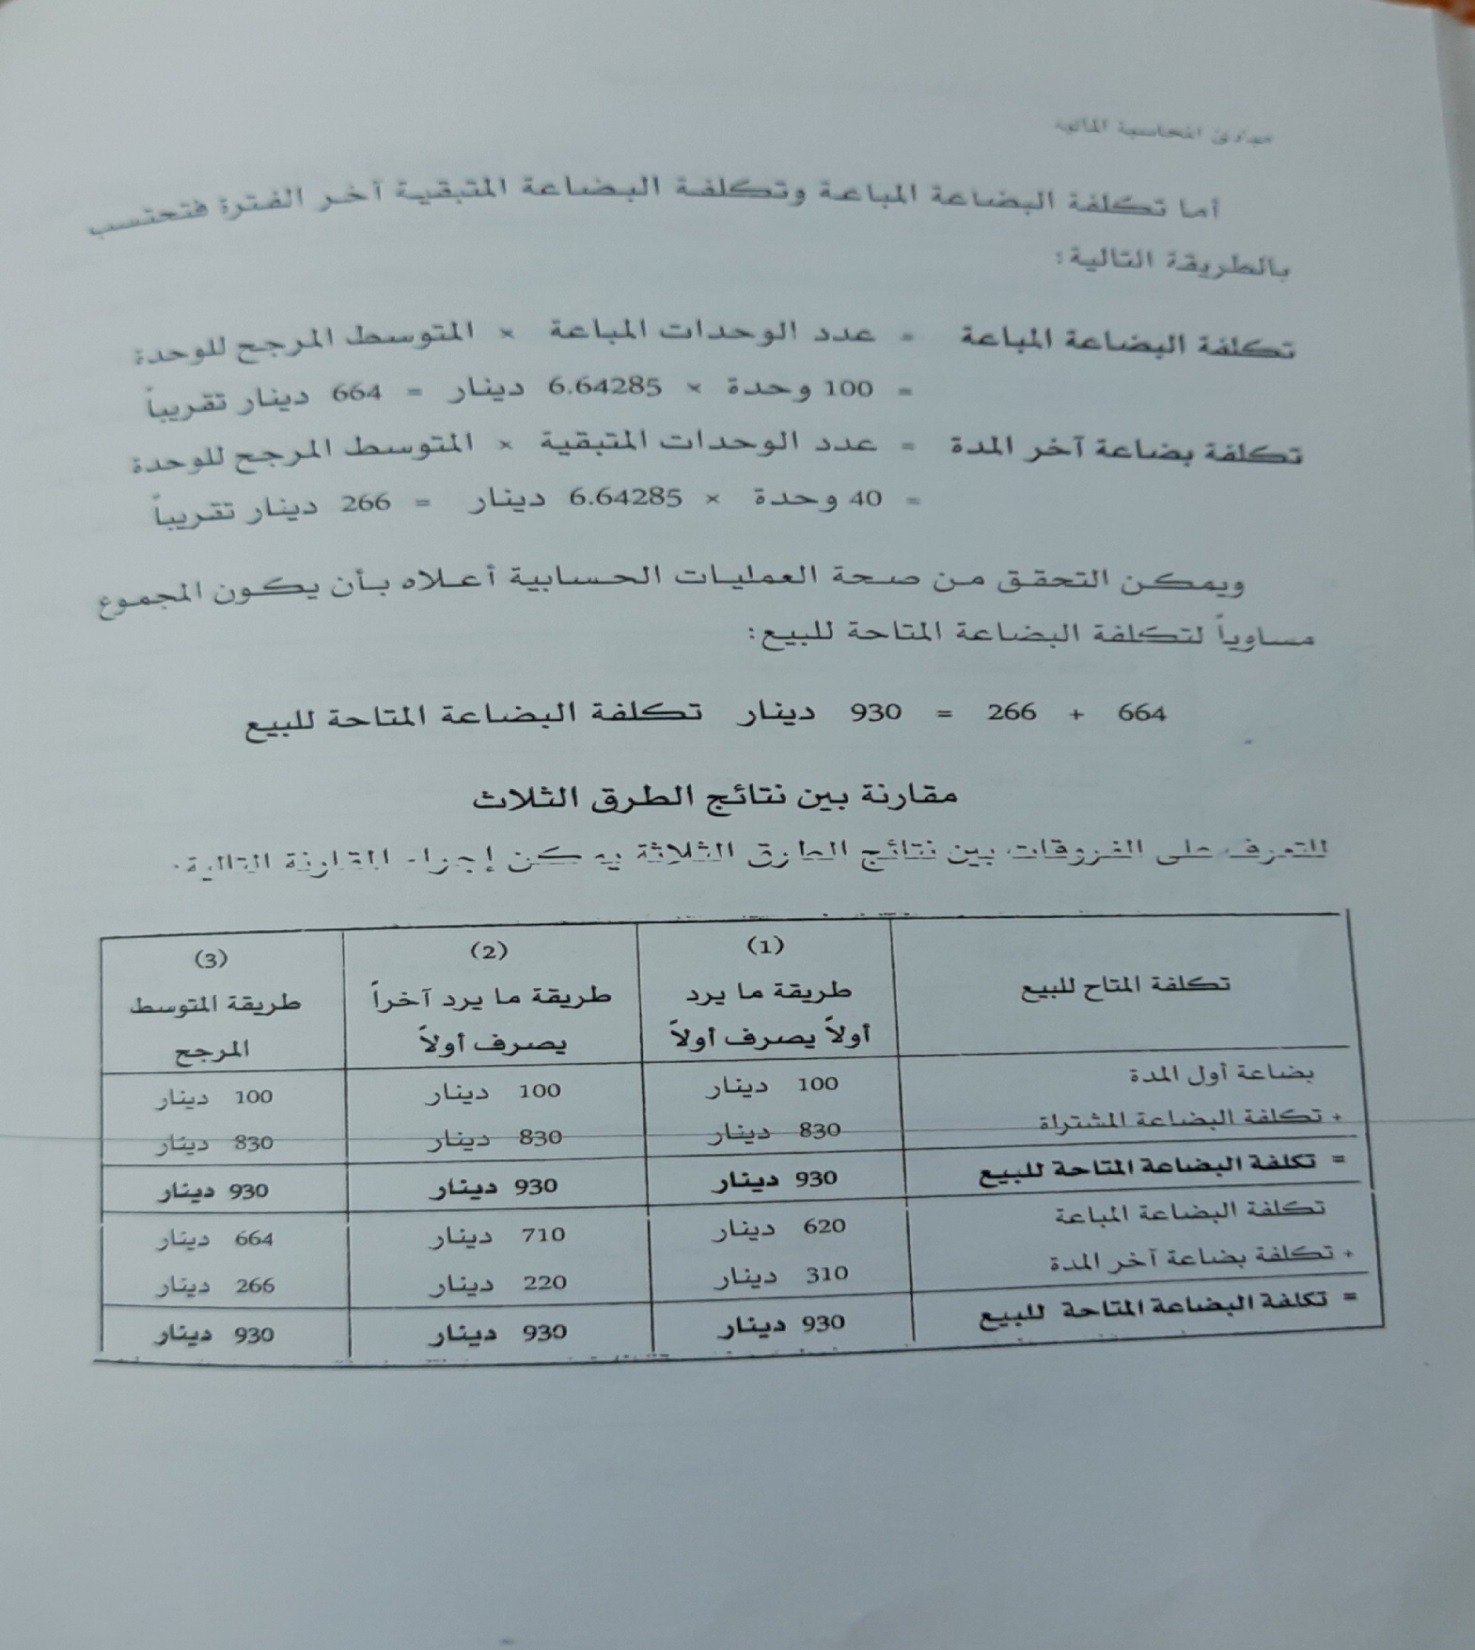 مبادئ المحاسبة المالية
أما تكلفة البضاعة المباعة وتكلفة البضاعة المتبقية آخر الفترة فتحتسب
بالطريقة التالية:
تكلفة البضاعة المباعة = عدد الوحدات المباعة × المتوسط المرجح للوحدة
= 100 وحدة × 6.64285 دينار = 664 دينار تقريباً
تكلفة بضاعة آخر المدة = عدد الوحدات المتبقية × المتوسط المرجح للوحدة
= 40 وحدة × 6.64285 دينار = 266 دينار تقريباً
ويمكن التحقق من صحة العمليات الحسابية أعلاه بأن يكون المجموع
مساوياً لتكلفة البضاعة المتاحة للبيع:
664 + 266 = 930 دينار تكلفة البضاعة المتاحة للبيع
مقارنة بين نتائج الطرق الثلاث
للتعرف على الفروقات بين نتائج الطرق الثلاثة يمكن إجراء المقارنة التالية:
(1) (2) (3)
تكلفة المتاح للبيع طريقة ما يرد طريقة ما يرد آخراً طريقة المتوسط
أولاً يصرف أولاً يصرف أولاً المرجح
بضاعة أول المدة 100 دينار 100 دينار 100 دينار
+ تكلفة البضاعة المشتراة 830 دينار 830 دينار 830 دينار
= تكلفة البضاعة المتاحة للبيع 930 دينار 930 دينار 930 دينار
تكلفة البضاعة المباعة 620 دينار 710 دينار 664 دينار
+ تكلفة بضاعة آخر المدة 310 دينار 220 دينار 266 دينار
= تكلفة البضاعة المتاحة للبيع 930 دينار 930 دينار 930 دينار